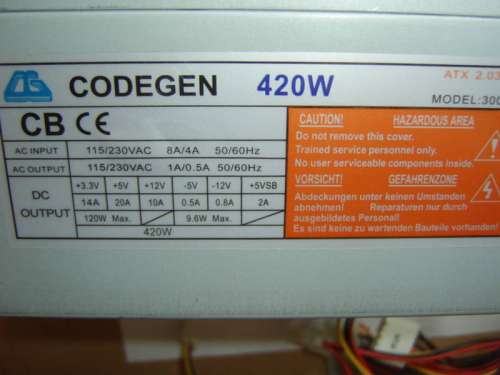 CODEGEN 420W
ATX 2.03
MODEL:300
CB CE
AC INPUT 115/230VAC 8A/4A 50/60Hz
AC OUTPUT 115/230VAC 1A/0.5A 50/60Hz
DC OUTPUT
+3.3V +5V +12V -5V -12V +5VSB
14A 20A 10A 0.5A 0.8A 2A
120W Max. 9.6W Max.
420W
CAUTION! HAZARDOUS AREA
Do not remove this cover.
Trained service personnel only.
No user serviceable components inside.
VORSICHT! GEFAHRENZONE
Abdeckungen unter keinen Umstanden
abnehmen! Reparaturen nur durch
ausgebildetes Personal!
Es sind keine zu wartenden Bauteile vorhanden!